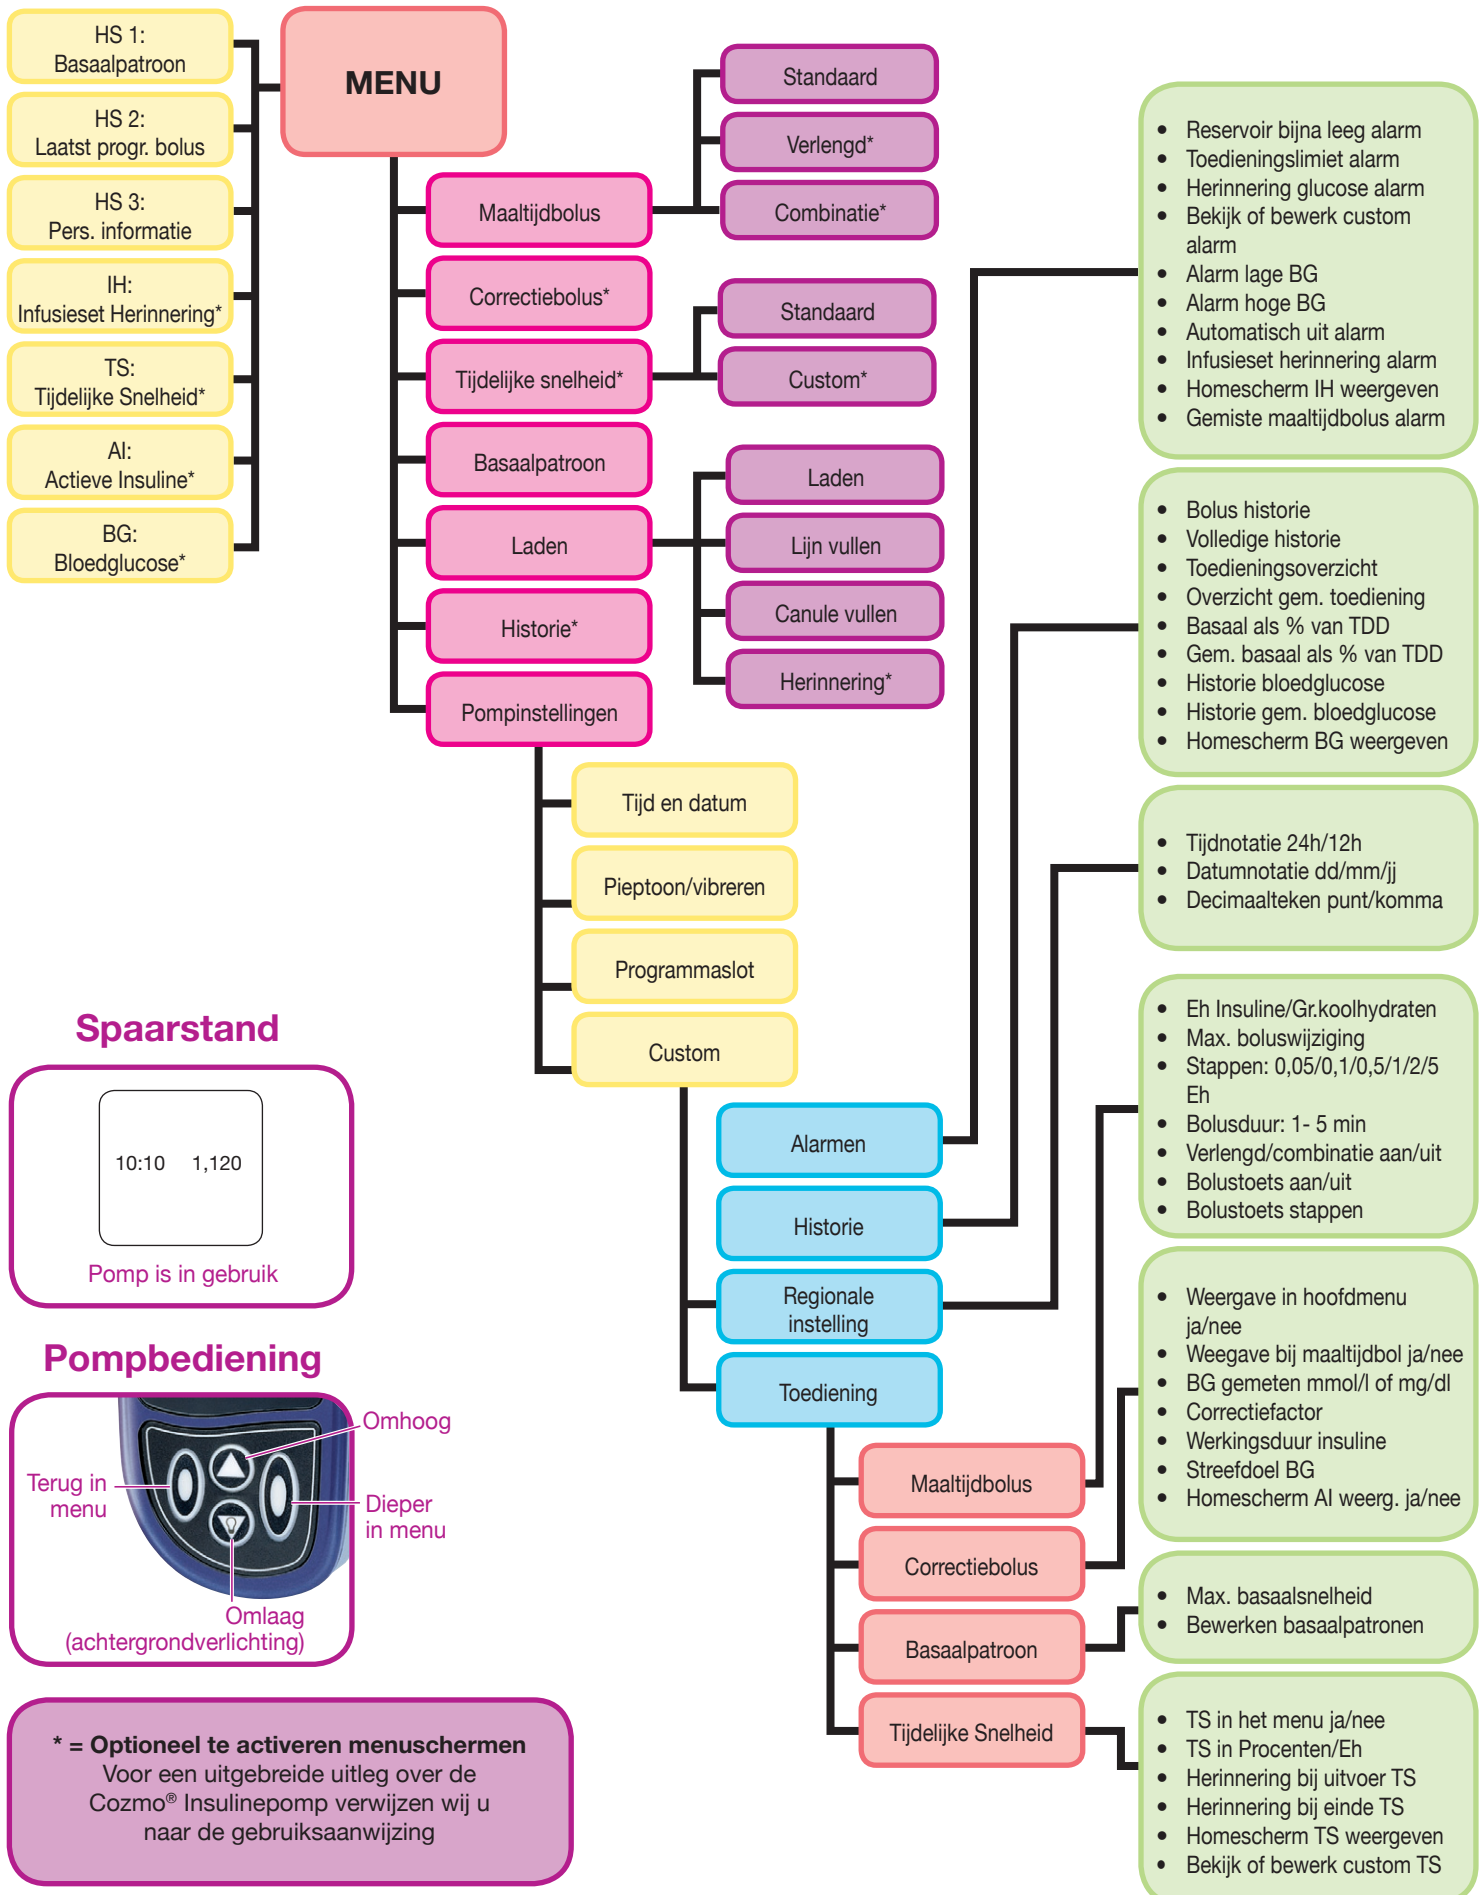 HS 1:
Basaalpatroon
HS 2:
Laatst progr. bolus
HS 3:
Pers. informatie
IH:
Infusieset Herinnering*
TS:
Tijdelijke Snelheid*
AI:
Actieve Insuline*
BG:
Bloedglucose*
MENU
Maaltijdbolus
Correctiebolus*
Tijdelijke snelheid*
Basaalpatroon
Laden
Historie*
Pompinstellingen
Standaard
Verlengd*
Combinatie*
Standaard
Custom*
Laden
Lijn vullen
Canule vullen
Herinnering*
Tijd en datum
Pieptoon/vibreren
Programmaslot
Custom
Alarmen
Historie
Regionale
instelling
Toediening
Maaltijdbolus
Correctiebolus
Basaalpatroon
Tijdelijke Snelheid
• Reservoir bijna leeg alarm
• Toedieningslimiet alarm
• Herinnering glucose alarm
• Bekijk of bewerk custom
alarm
• Alarm lage BG
• Alarm hoge BG
• Automatisch uit alarm
• Infusieset herinnering alarm
• Homescherm IH weergeven
• Gemiste maaltijdbolus alarm
• Bolus historie
• Volledige historie
• Toedieningsoverzicht
• Overzicht gem. toediening
• Basaal als % van TDD
• Gem. basaal als % van TDD
• Historie bloedglucose
• Historie gem. bloedglucose
• Homescherm BG weergeven
• Tijdnotatie 24h/12h
• Datumnotatie dd/mm/jj
• Decimaalteken punt/komma
• Eh Insuline/Gr.koolhydraten
• Max. boluswijziging
• Stappen: 0,05/0,1/0,5/1/2/5
Eh
• Bolusduur: 1- 5 min
• Verlengd/combinatie aan/uit
• Bolustoets aan/uit
• Bolustoets stappen
• Weergave in hoofdmenu
ja/nee
• Weegave bij maaltijdbol ja/nee
• BG gemeten mmol/l of mg/dl
• Correctiefactor
• Werkingsduur insuline
• Streefdoel BG
• Homescherm AI weerg. ja/nee
• Max. basaalsnelheid
• Bewerken basaalpatronen
• TS in het menu ja/nee
• TS in Procenten/Eh
• Herinnering bij uitvoer TS
• Herinnering bij einde TS
• Homescherm TS weergeven
• Bekijk of bewerk custom TS
Spaarstand
10:10 1,120
Pomp is in gebruik
Pompbediening
Omhoog
Terug in
menu
Dieper
in menu
Omlaag
(achtergrondverlichting)
* = Optioneel te activeren menuschermen
Voor een uitgebreide uitleg over de
Cozmo® Insulinepomp verwijzen wij u
naar de gebruiksaanwijzing